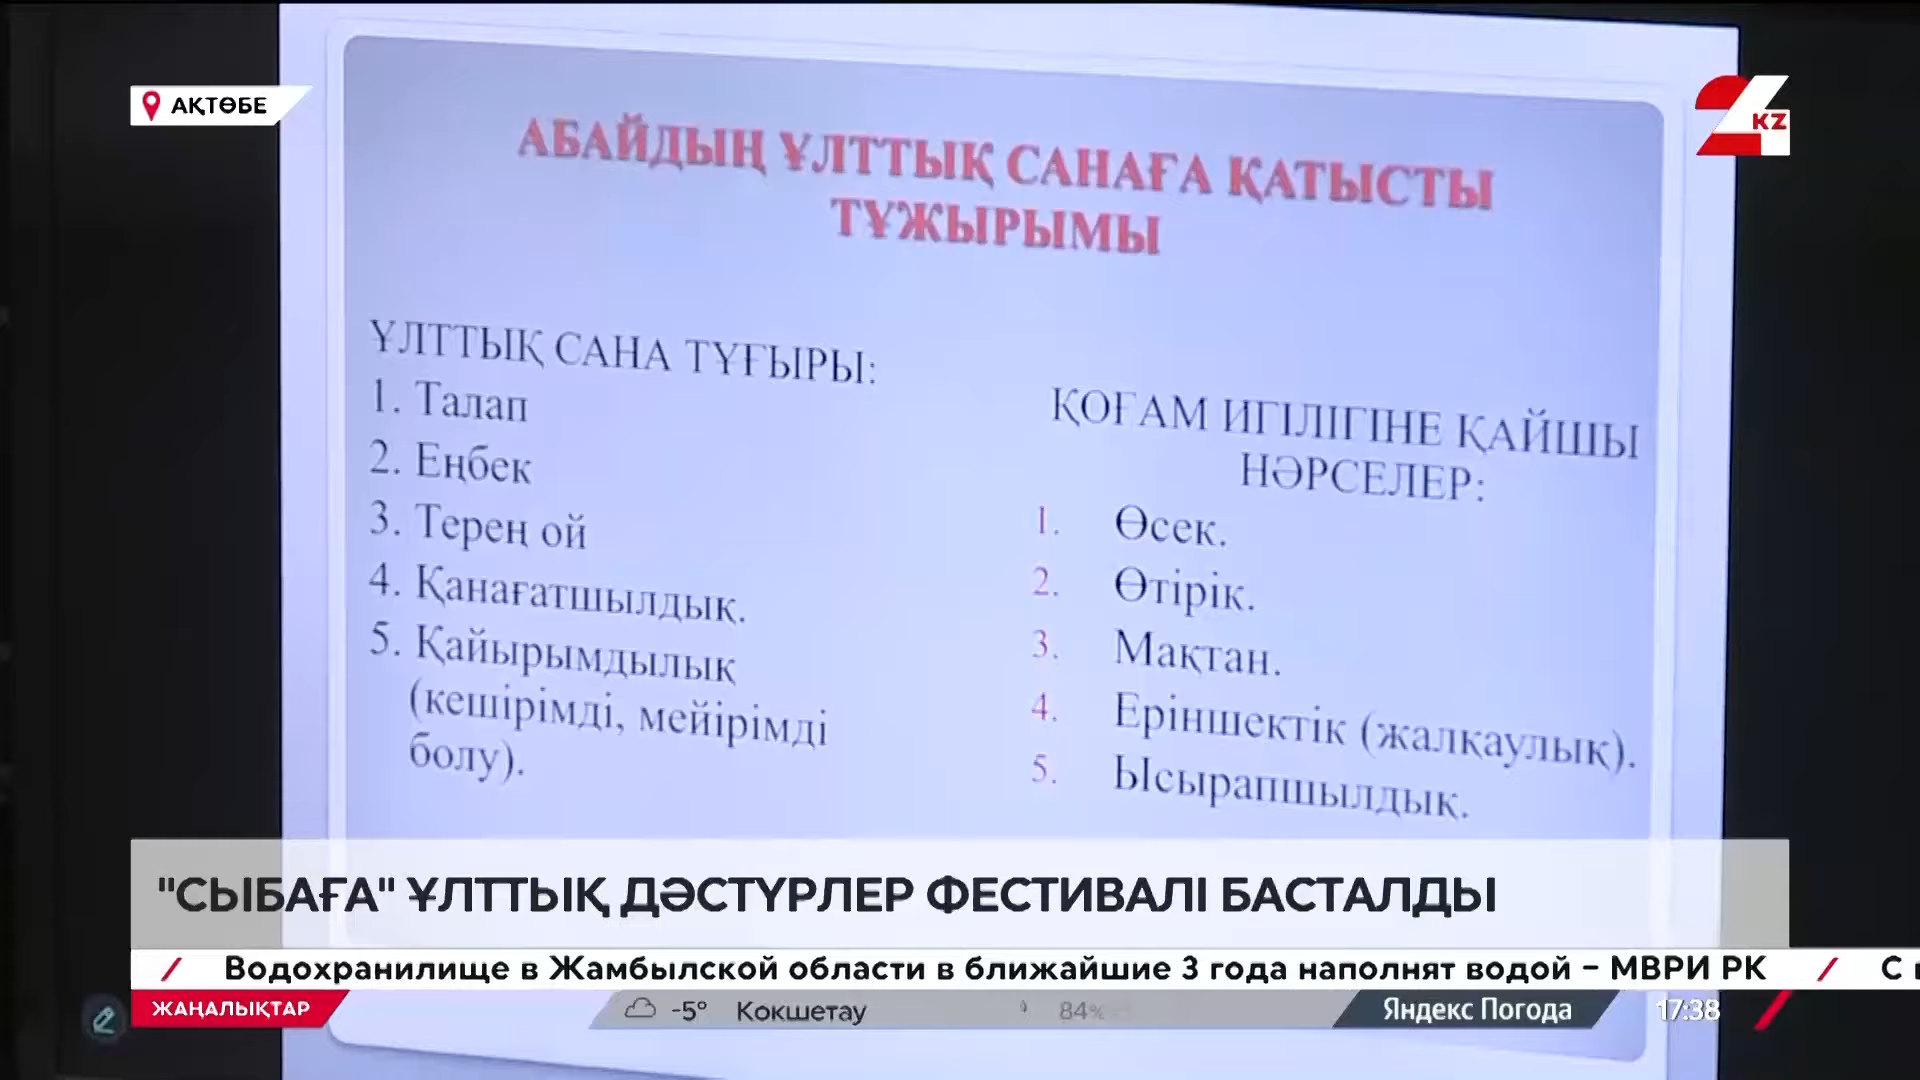 АҚТӨБЕ
24 KZ
АБАЙДЫҢ ҰЛТТЫҚ САНАҒА ҚАТЫСТЫ
ТҰЖЫРЫМЫ
ҰЛТТЫҚ САНА ТҰҒЫРЫ:
1. Талап
2. Еңбек
3. Терең ой
4. Қанағатшылдық.
5. Қайырымдылық
(кешірімді, мейірімді
болу).
ҚОҒАМ ИГІЛІГІНЕ ҚАЙШЫ
НӘРСЕЛЕР:
1. Өсек.
2. Өтірік.
3. Мақтан.
4. Еріншектік (жалқаулық).
5. Ысырапшылдық.
"СЫБАҒА" ҰЛТТЫҚ ДӘСТҮРЛЕР ФЕСТИВАЛІ БАСТАЛДЫ
/ Водохранилище в Жамбылской области в ближайшие 3 года наполнят водой – МВРИ РК / С
ЖАҢАЛЫҚТАР
-5° Кокшетау 84% Яндекс Погода 17:38